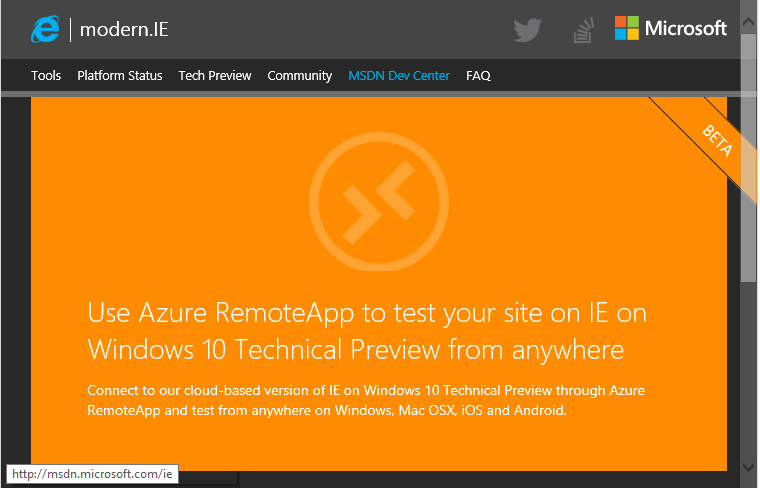 modern.IE
Microsoft
Tools Platform Status Tech Preview Community MSDN Dev Center FAQ
BETA
Use Azure RemoteApp to test your site on IE on
Windows 10 Technical Preview from anywhere
Connect to our cloud-based version of IE on Windows 10 Technical Preview through Azure
RemoteApp and test from anywhere on Windows, Mac OSX, iOS and Android.
http://msdn.microsoft.com/ie